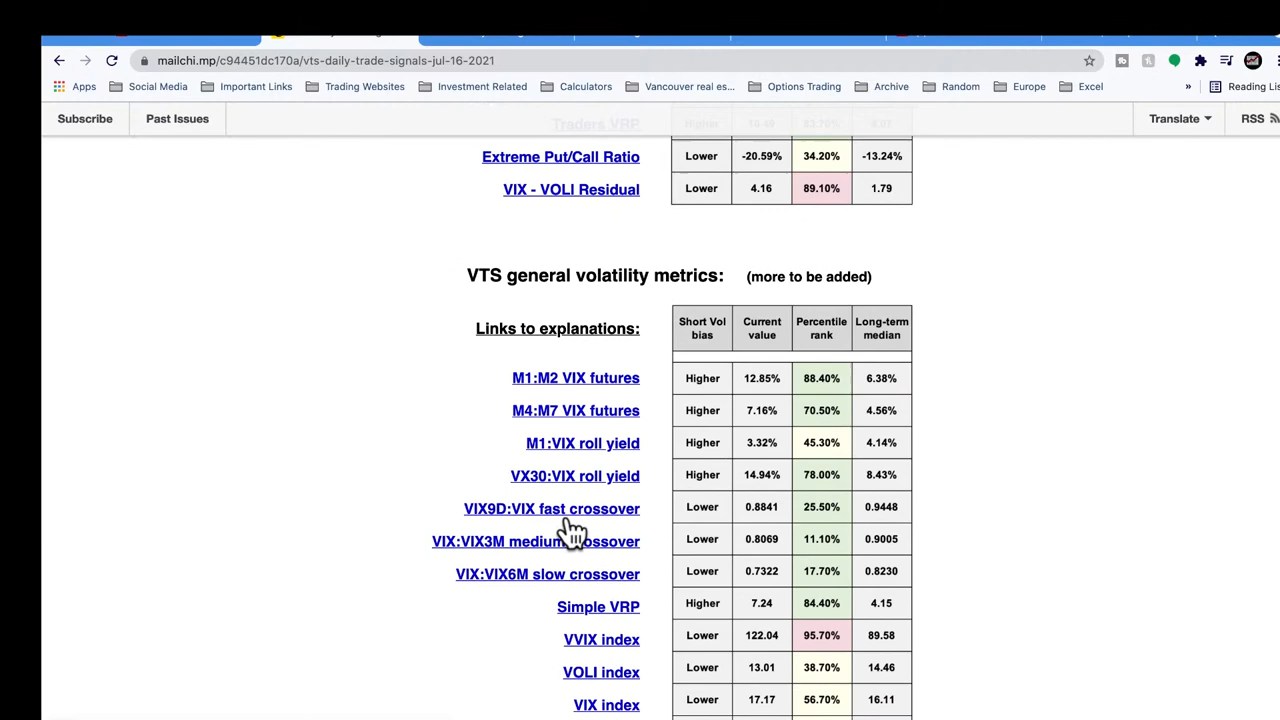 mailchi.mp/c94451dc170a/vts-daily-trade-signals-jul-16-2021
Apps Social Media Important Links Trading Websites Investment Related Calculators Vancouver real es... Options Trading Archive Random Europe Excel » Reading List
Subscribe Past Issues Translate RSS
Traders VRP Higher
Extreme Put/Call Ratio Lower -20.59% 34.20% -13.24%
VIX - VOLI Residual Lower 4.16 89.10% 1.79
VTS general volatility metrics: (more to be added)
Links to explanations:
Short Vol bias Current value Percentile rank Long-term median
M1:M2 VIX futures Higher 12.85% 88.40% 6.38%
M4:M7 VIX futures Higher 7.16% 70.50% 4.56%
M1:VIX roll yield Higher 3.32% 45.30% 4.14%
VX30:VIX roll yield Higher 14.94% 78.00% 8.43%
VIX9D:VIX fast crossover Lower 0.8841 25.50% 0.9448
VIX:VIX3M medium crossover Lower 0.8069 11.10% 0.9005
VIX:VIX6M slow crossover Lower 0.7322 17.70% 0.8230
Simple VRP Higher 7.24 84.40% 4.15
VVIX index Lower 122.04 95.70% 89.58
VOLI index Lower 13.01 38.70% 14.46
VIX index Lower 17.17 56.70% 16.11